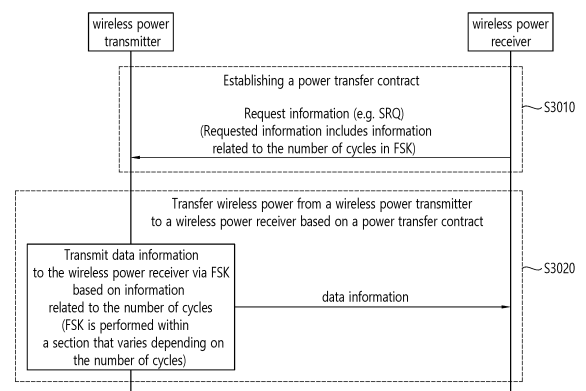 wireless power
transmitter
wireless power
receiver
Establishing a power transfer contract
Request information (e.g. SRQ)
(Requested information includes information
related to the number of cycles in FSK)
S3010
Transfer wireless power from a wireless power transmitter
to a wireless power receiver based on a power transfer contract
Transmit data information
to the wireless power receiver via FSK
based on information
related to the number of cycles
(FSK is performed within
a section that varies depending on
the number of cycles)
data information
S3020